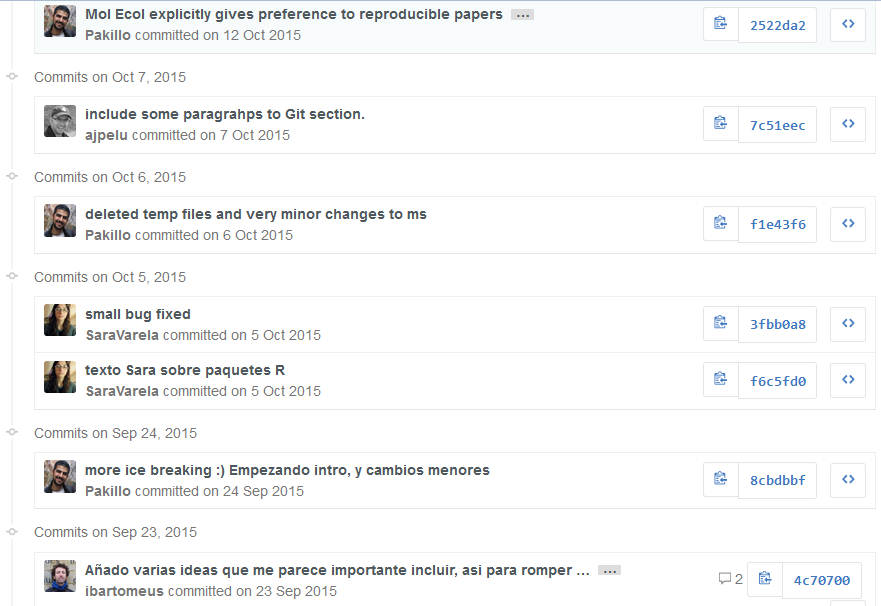 Mol Ecol explicitly gives preference to reproducible papers …
Pakillo committed on 12 Oct 2015
2522da2
Commits on Oct 7, 2015
include some paragrahps to Git section.
ajpelu committed on 7 Oct 2015
7c51eec
Commits on Oct 6, 2015
deleted temp files and very minor changes to ms
Pakillo committed on 6 Oct 2015
f1e43f6
Commits on Oct 5, 2015
small bug fixed
SaraVarela committed on 5 Oct 2015
3fbb0a8
texto Sara sobre paquetes R
SaraVarela committed on 5 Oct 2015
f6c5fd0
Commits on Sep 24, 2015
more ice breaking :) Empezando intro, y cambios menores
Pakillo committed on 24 Sep 2015
8cbdbbf
Commits on Sep 23, 2015
Añado varias ideas que me parece importante incluir, asi para romper … …
ibartomeus committed on 23 Sep 2015
2
4c70700